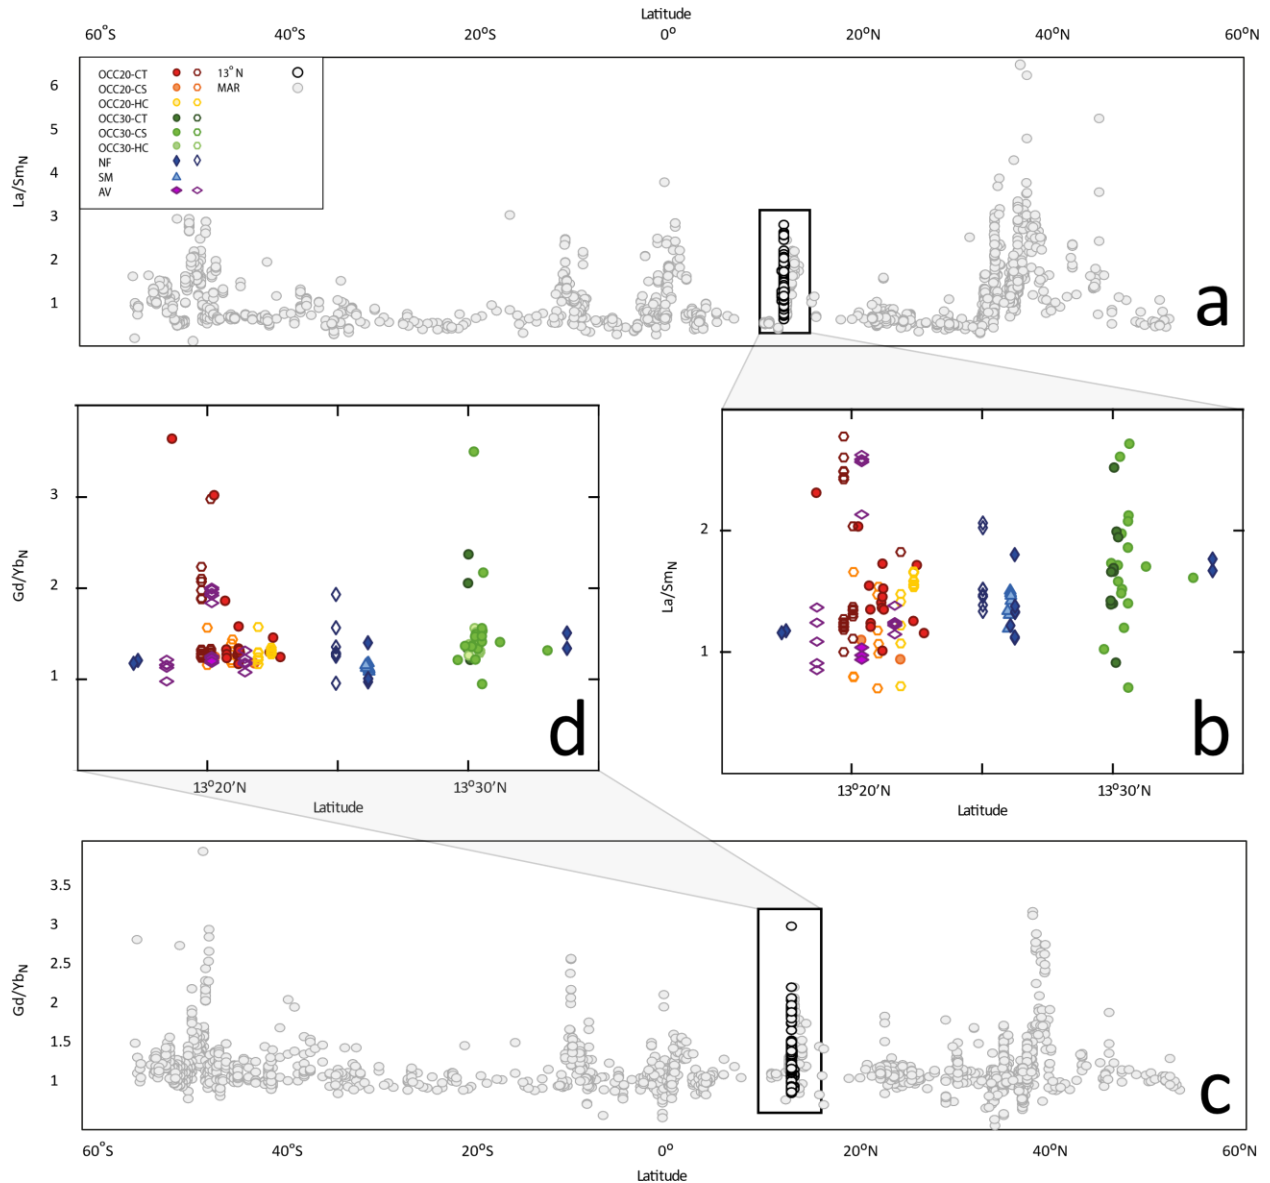 Latitude
60°S 40°S 20°S 0° 20°N 40°N 60°N
OCC20-CT 13°N
OCC20-CS MAR
OCC20-HC
OCC30-CT
OCC30-CS
OCC30-HC
NF
SM
AV
6
5
4
3
2
1
La/SmN
a
3
2
1
Gd/YbN
d
13°20'N 13°30'N
Latitude
2
1
La/SmN
b
13°20'N 13°30'N
Latitude
3.5
3
2.5
2
1.5
1
Gd/YbN
c
60°S 40°S 20°S 0° 20°N 40°N 60°N
Latitude